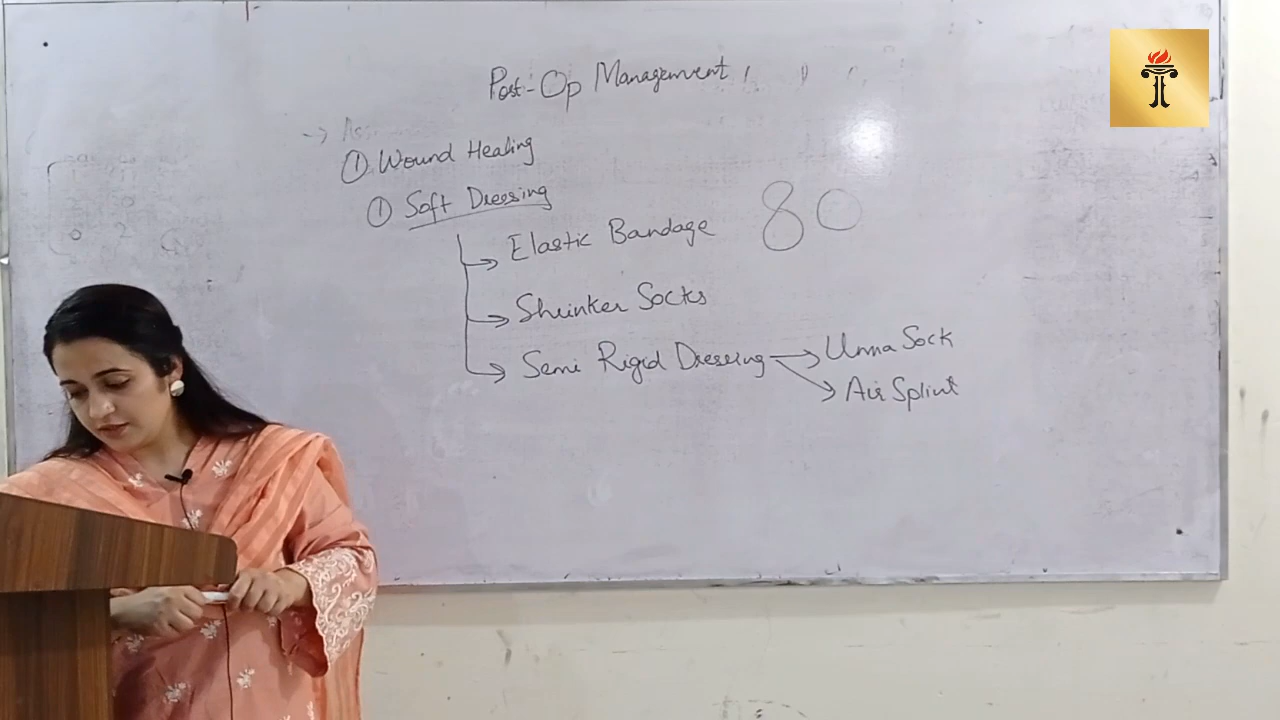 Post-Op Management
① Wound Healing
① Soft Dressing
→ Elastic Bandage 80
→ Shrinker Socks
→ Semi Rigid Dressing → Unna Sock
→ Air Splint